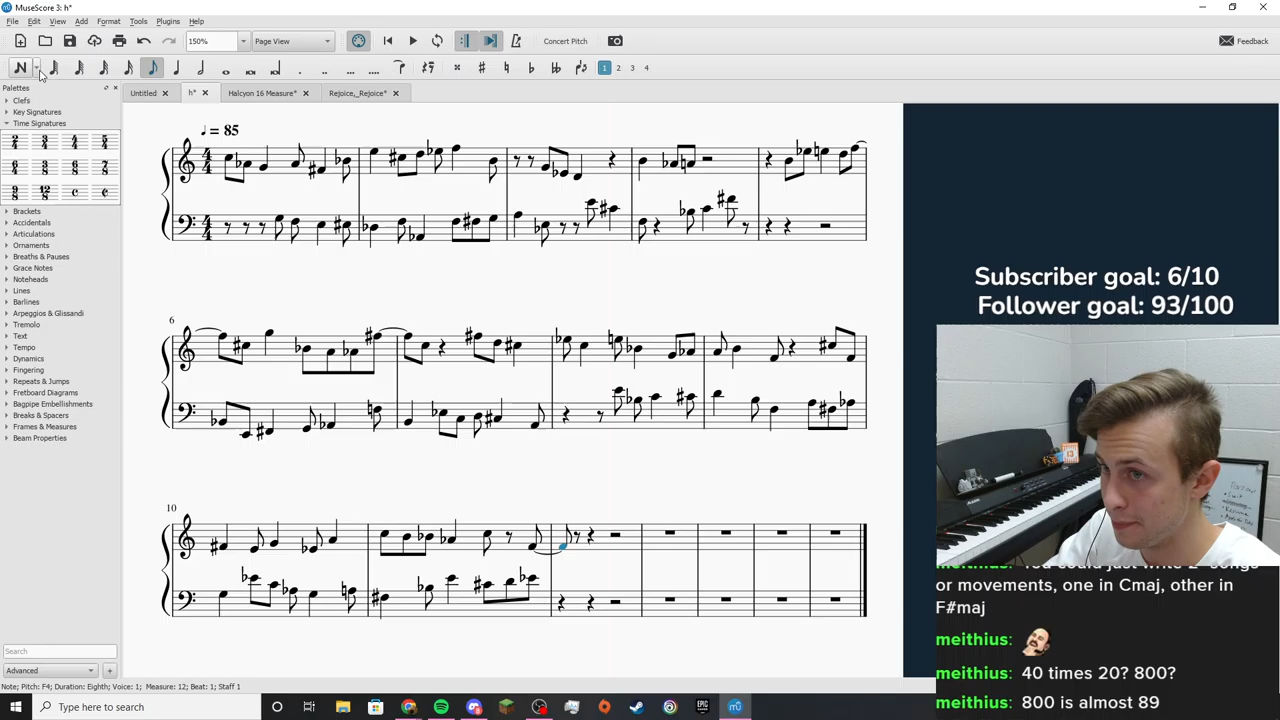 MuseScore 3: h*
File Edit View Add Format Tools Plugins Help
150% Page View Concert Pitch Feedback
1 2 3 4
Palettes
Untitled h* Halcyon 16 Measure* Rejoice,_Rejoice*
Clefs
Key Signatures
Time Signatures
Brackets
Accidentals
Articulations
Ornaments
Breaths & Pauses
Grace Notes
Noteheads
Lines
Barlines
Arpeggios & Glissandi
Tremolo
Text
Tempo
Dynamics
Fingering
Repeats & Jumps
Fretboard Diagrams
Bagpipe Embellishments
Breaks & Spacers
Frames & Measures
Beam Properties
Search
Advanced
= 85
6
10
Subscriber goal: 6/10
Follower goal: 93/100
or movements, one in Cmaj, other in
F#maj
meithius:
meithius: 40 times 20? 800?
meithius: 800 is almost 89
Note; Pitch: F4; Duration: Eighth; Voice: 1; Measure: 12; Beat: 1; Staff 1
Type here to search